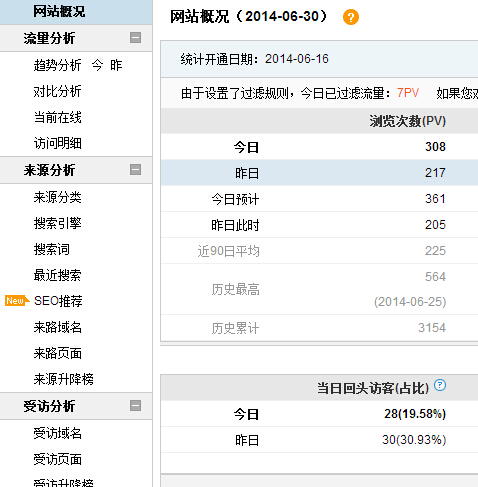 网站概况
流量分析
趋势分析 今 昨
对比分析
当前在线
访问明细
来源分析
来源分类
搜索引擎
搜索词
最近搜索
New SEO推荐
来路域名
来路页面
来源升降榜
受访分析
受访域名
受访页面
受访升降榜
网站概况（2014-06-30） ?
统计开通日期：2014-06-16
由于设置了过滤规则，今日已过滤流量：7PV 如果您对
浏览次数(PV)
今日 308
昨日 217
今日预计 361
昨日此时 205
近90日平均 225
历史最高 564
(2014-06-25)
历史累计 3154
当日回头访客(占比) ?
今日 28(19.58%)
昨日 30(30.93%)